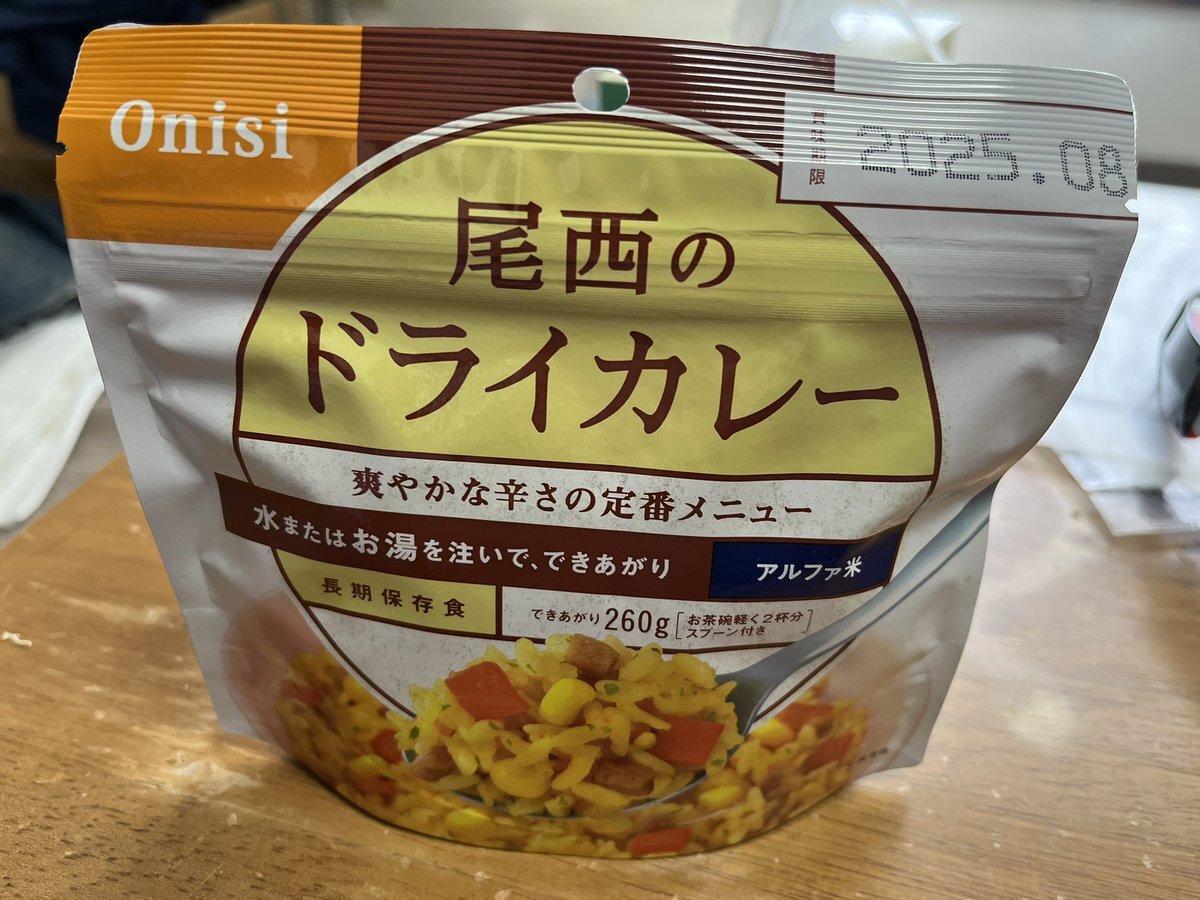 Onisi
賞味期限
2025.08
尾西の
ドライカレー
爽やかな辛さの定番メニュー
水またはお湯を注いで、できあがり
アルファ米
長期保存食
できあがり260g
お茶碗軽く2杯分
スプーン付き